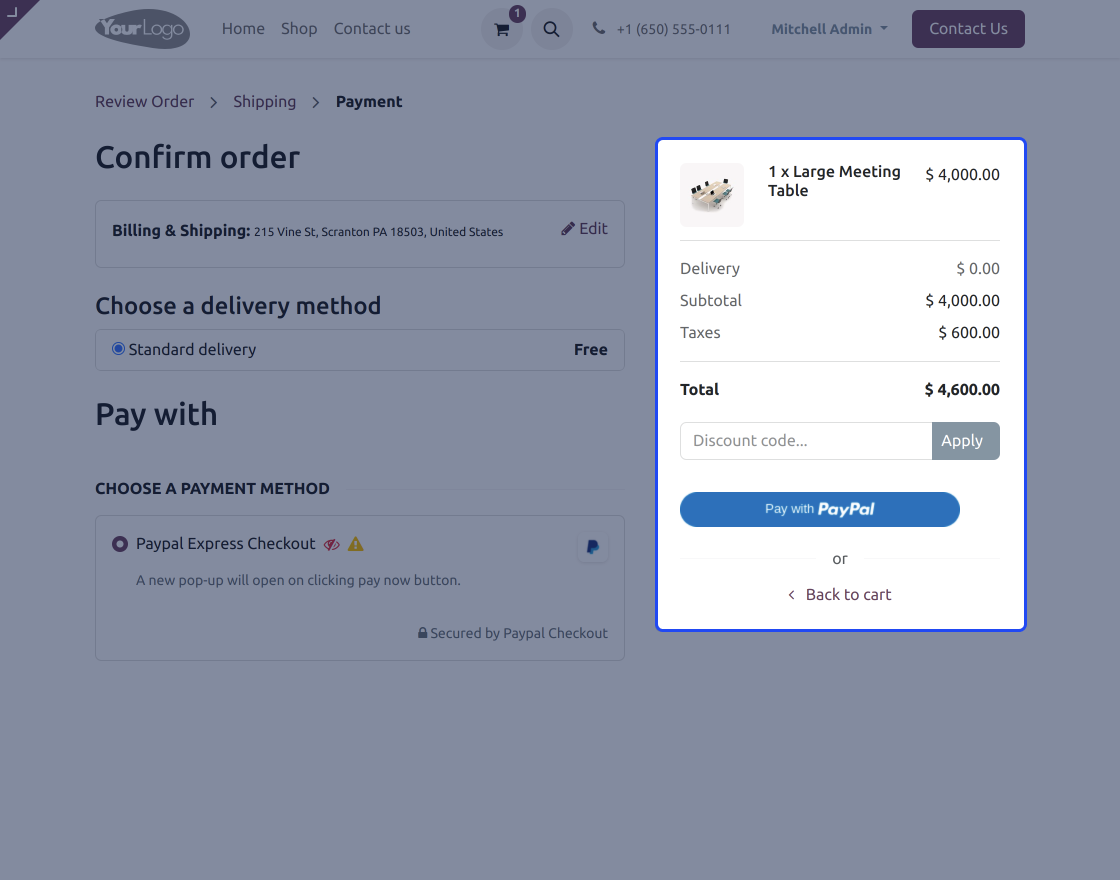 YourLogo
Home
Shop
Contact us
1
+1 (650) 555-0111
Mitchell Admin
Contact Us
Review Order
Shipping
Payment
Confirm order
Billing & Shipping: 215 Vine St, Scranton PA 18503, United States
Edit
Choose a delivery method
Standard delivery
Free
Pay with
CHOOSE A PAYMENT METHOD
Paypal Express Checkout
A new pop-up will open on clicking pay now button.
Secured by Paypal Checkout
1 x Large Meeting
Table
$ 4,000.00
Delivery
$ 0.00
Subtotal
$ 4,000.00
Taxes
$ 600.00
Total
$ 4,600.00
Discount code...
Apply
Pay with PayPal
or
Back to cart